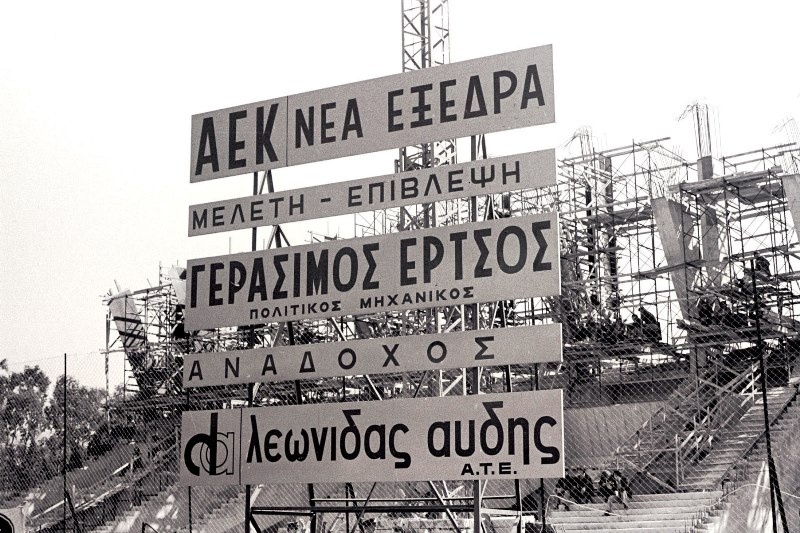 ΑΕΚ ΝΕΑ ΕΞΕΔΡΑ
ΜΕΛΕΤΗ - ΕΠΙΒΛΕΨΗ
ΓΕΡΑΣΙΜΟΣ ΕΡΤΣΟΣ
ΠΟΛΙΤΙΚΟΣ ΜΗΧΑΝΙΚΟΣ
ΑΝΑΔΟΧΟΣ
λεωνιδας αυδης
Α.Τ.Ε.